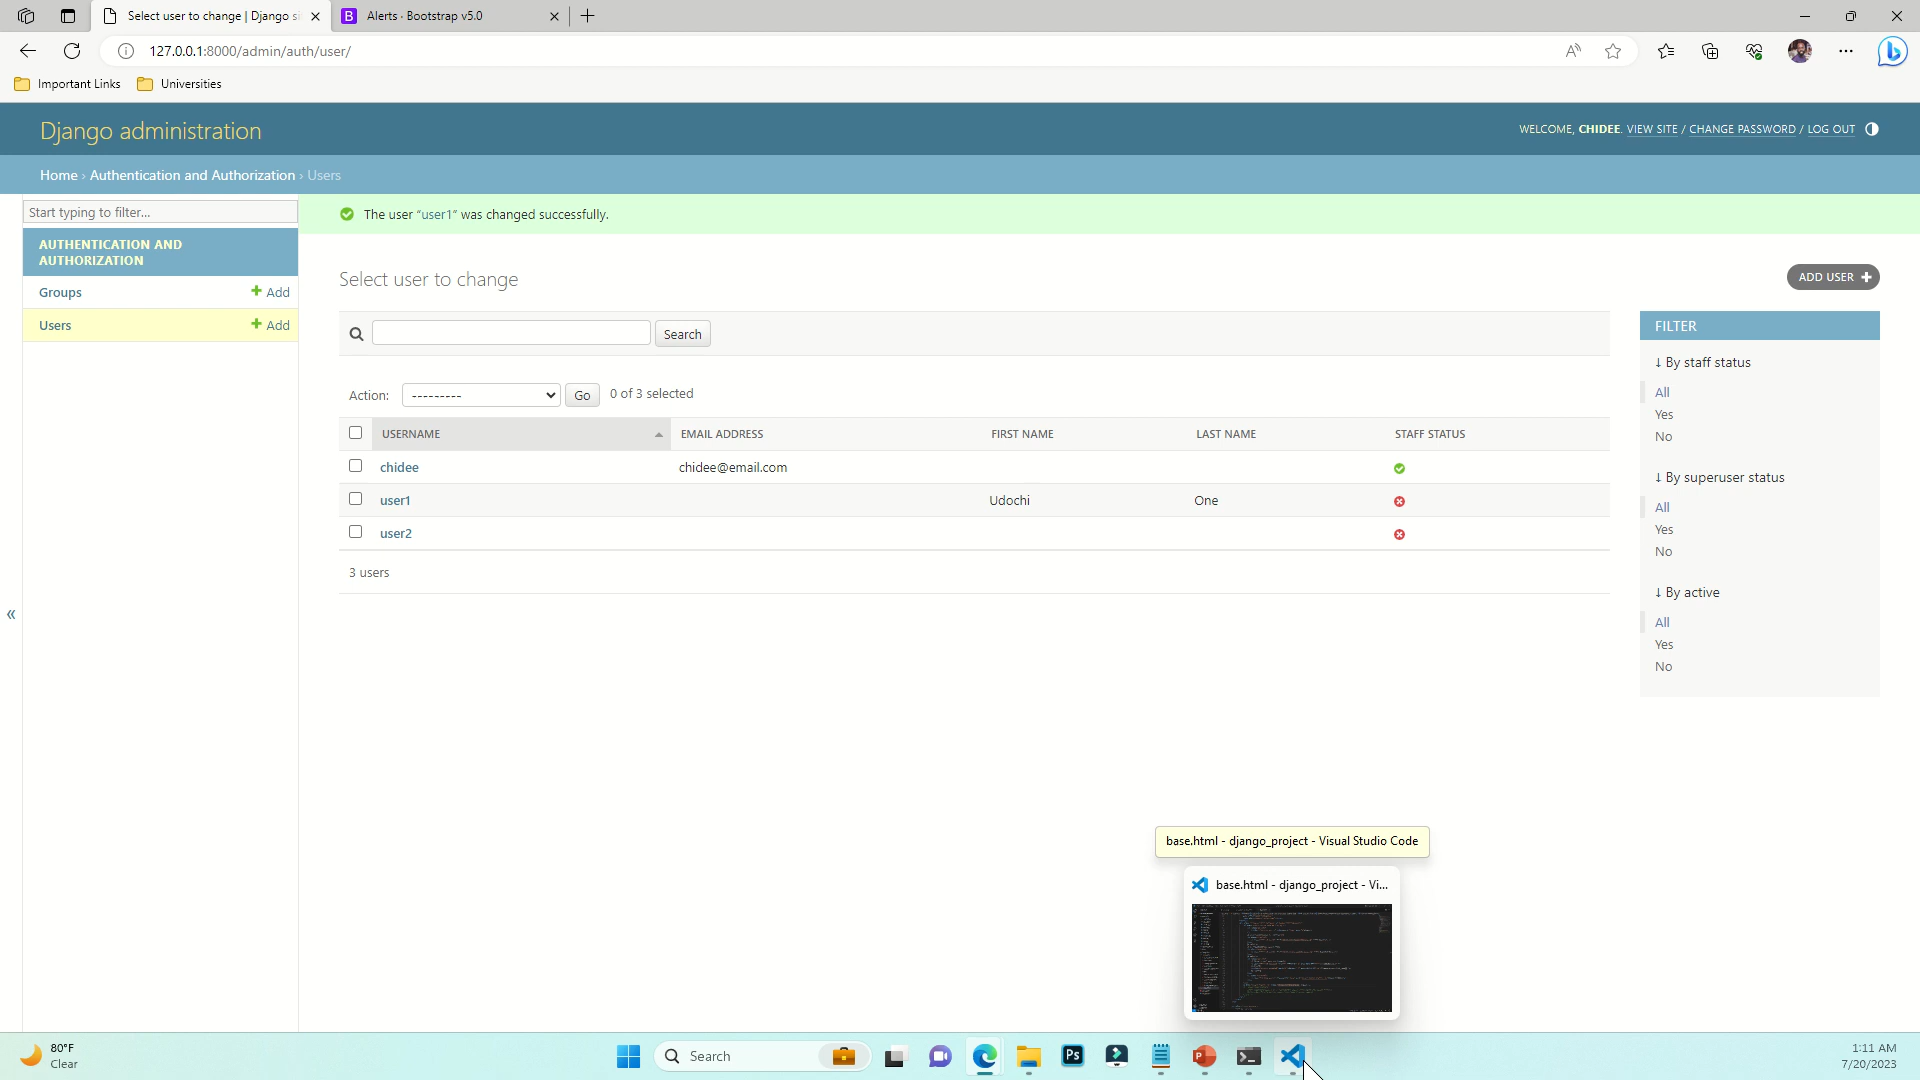 Select user to change | Django si
Alerts · Bootstrap v5.0
127.0.0.1:8000/admin/auth/user/
Important Links
Universities
Django administration
WELCOME, CHIDEE. VIEW SITE / CHANGE PASSWORD / LOG OUT
Home › Authentication and Authorization › Users
Start typing to filter...
The user “user1” was changed successfully.
AUTHENTICATION AND
AUTHORIZATION
Groups
+ Add
Users
+ Add
Select user to change
ADD USER +
Search
Action: --------- Go 0 of 3 selected
USERNAME EMAIL ADDRESS FIRST NAME LAST NAME STAFF STATUS
chidee chidee@email.com
user1 Udochi One
user2
3 users
FILTER
↓ By staff status
All
Yes
No
↓ By superuser status
All
Yes
No
↓ By active
All
Yes
No
«
base.html - django_project - Visual Studio Code
base.html - django_project - Vi...
80°F
Clear
Search
Ps
1:11 AM
7/20/2023